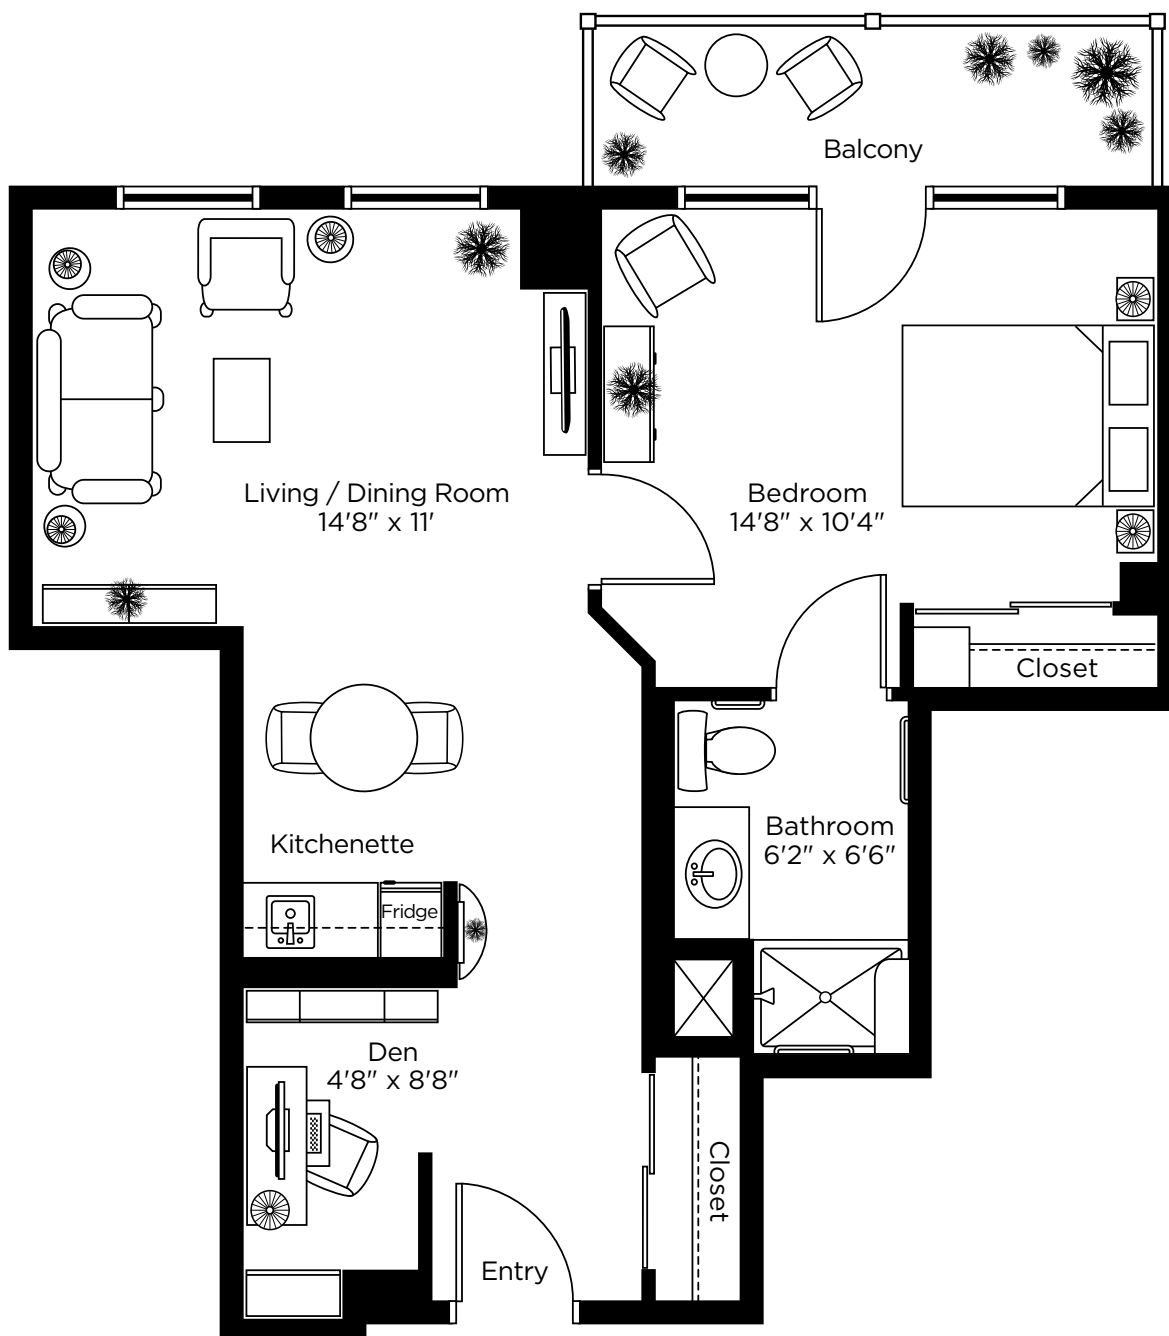 Balcony
Living / Dining Room
14'8" x 11'
Bedroom
14'8" x 10'4"
Closet
Bathroom
6'2" x 6'6"
Kitchenette
Fridge
Den
4'8" x 8'8"
Closet
Entry